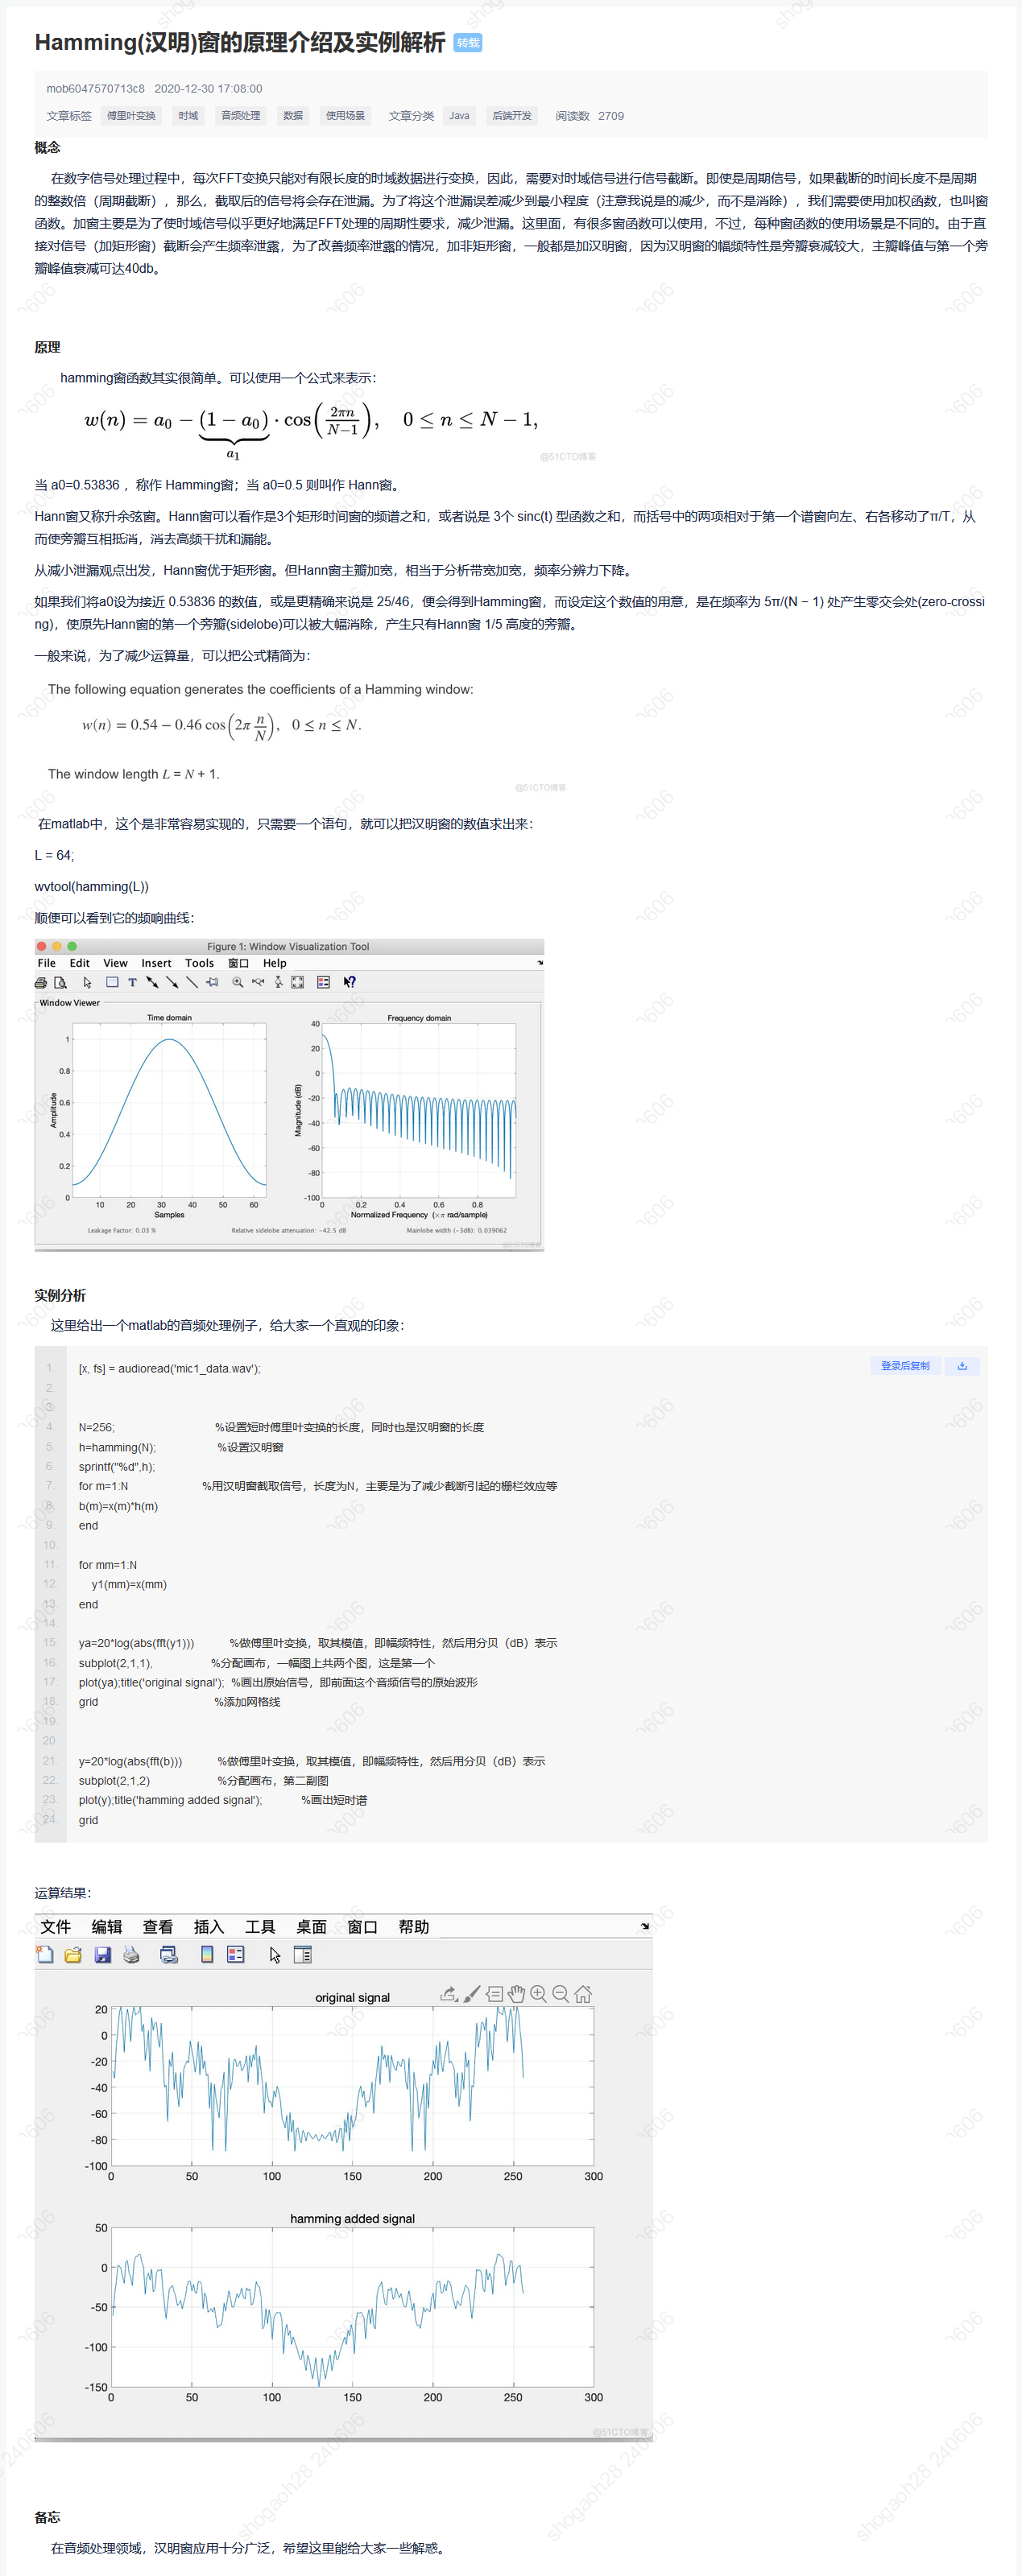 Hamming(汉明)窗的原理介绍及实例解析 转载
mob6047570713c8 2020-12-30 17:08:00
文章标签 傅里叶变换 时域 音频处理 数据 使用场景 文章分类 Java 后端开发 阅读数 2709
概念
在数字信号处理过程中，每次FFT变换只能对有限长度的时域数据进行变换，因此，需要对时域信号进行信号截断。即使是周期信号，如果截断的时间长度不是周期
的整数倍（周期截断），那么，截取后的信号将会存在泄漏。为了将这个泄漏误差减少到最小程度（注意我说是的减少，而不是消除），我们需要使用加权函数，也叫窗
函数。加窗主要是为了使时域信号似乎更好地满足FFT处理的周期性要求，减少泄漏。这里面，有很多窗函数可以使用，不过，每种窗函数的使用场景是不同的。由于直
接对信号（加矩形窗）截断会产生频率泄露，为了改善频率泄露的情况，加非矩形窗，一般都是加汉明窗，因为汉明窗的幅频特性是旁瓣衰减较大，主瓣峰值与第一个旁
瓣峰值衰减可达40db。
原理
hamming窗函数其实很简单。可以使用一个公式来表示：
w(n) = a₀ − (1 − a₀) · cos(2πn/N−1), 0 ≤ n ≤ N − 1,
a₁
@51CTO博客
当 a0=0.53836 ，称作 Hamming窗；当 a0=0.5 则叫作 Hann窗。
Hann窗又称升余弦窗。Hann窗可以看作是3个矩形时间窗的频谱之和，或者说是 3个 sinc(t) 型函数之和，而括号中的两项相对于第一个谱窗向左、右各移动了π/T，从
而使旁瓣互相抵消，消去高频干扰和漏能。
从减小泄漏观点出发，Hann窗优于矩形窗。但Hann窗主瓣加宽，相当于分析带宽加宽，频率分辨力下降。
如果我们将a0设为接近 0.53836 的数值，或是更精确来说是 25/46，便会得到Hamming窗，而设定这个数值的用意，是在频率为 5π/(N − 1) 处产生零交会处(zero-crossi
ng)，使原先Hann窗的第一个旁瓣(sidelobe)可以被大幅消除，产生只有Hann窗 1/5 高度的旁瓣。
一般来说，为了减少运算量，可以把公式精简为：
The following equation generates the coefficients of a Hamming window:
w(n) = 0.54 − 0.46 cos(2π n/N), 0 ≤ n ≤ N.
The window length L = N + 1.
@51CTO博客
在matlab中，这个是非常容易实现的，只需要一个语句，就可以把汉明窗的数值求出来：
L = 64;
wvtool(hamming(L))
顺便可以看到它的频响曲线：
Figure 1: Window Visualization Tool
File Edit View Insert Tools 窗口 Help
Window Viewer
Time domain
1
0.8
0.6
0.4
0.2
0
10 20 30 40 50 60
Samples
Amplitude
Frequency domain
40
20
0
-20
-40
-60
-80
-100
0 0.2 0.4 0.6 0.8
Normalized Frequency (×π rad/sample)
Magnitude (dB)
Leakage Factor: 0.03 % Relative sidelobe attenuation: -42.5 dB Mainlobe width (-3dB): 0.039062
@51CTO博客
实例分析
这里给出一个matlab的音频处理例子，给大家一个直观的印象：
登录后复制
1. [x, fs] = audioread('mic1_data.wav');
2.
3.
4. N=256; %设置短时傅里叶变换的长度，同时也是汉明窗的长度
5. h=hamming(N); %设置汉明窗
6. sprintf("%d",h);
7. for m=1:N %用汉明窗截取信号，长度为N，主要是为了减少截断引起的栅栏效应等
8. b(m)=x(m)*h(m)
9. end
10.
11. for mm=1:N
12. y1(mm)=x(mm)
13. end
14.
15. ya=20*log(abs(fft(y1))) %做傅里叶变换，取其模值，即幅频特性，然后用分贝（dB）表示
16. subplot(2,1,1), %分配画布，一幅图上共两个图，这是第一个
17. plot(ya);title('original signal'); %画出原始信号，即前面这个音频信号的原始波形
18. grid %添加网格线
19.
20.
21. y=20*log(abs(fft(b))) %做傅里叶变换，取其模值，即幅频特性，然后用分贝（dB）表示
22. subplot(2,1,2) %分配画布，第二副图
23. plot(y);title('hamming added signal'); %画出短时谱
24. grid
运算结果：
文件 编辑 查看 插入 工具 桌面 窗口 帮助
original signal
20
0
-20
-40
-60
-80
-100
0 50 100 150 200 250 300
hamming added signal
50
0
-50
-100
-150
0 50 100 150 200 250 300
@51CTO博客
shogaoh28 240606
备忘
在音频处理领域，汉明窗应用十分广泛，希望这里能给大家一些解惑。